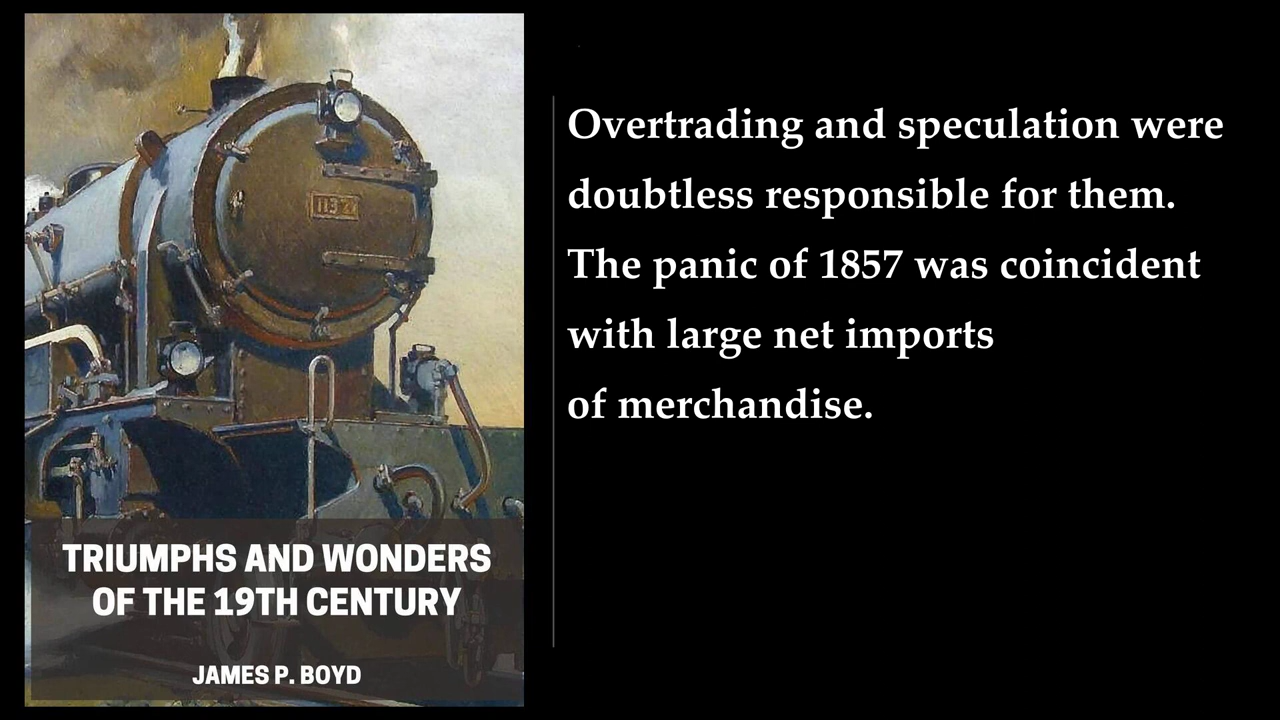 Overtrading and speculation were
doubtless responsible for them.
The panic of 1857 was coincident
with large net imports
of merchandise.
TRIUMPHS AND WONDERS
OF THE 19TH CENTURY
JAMES P. BOYD